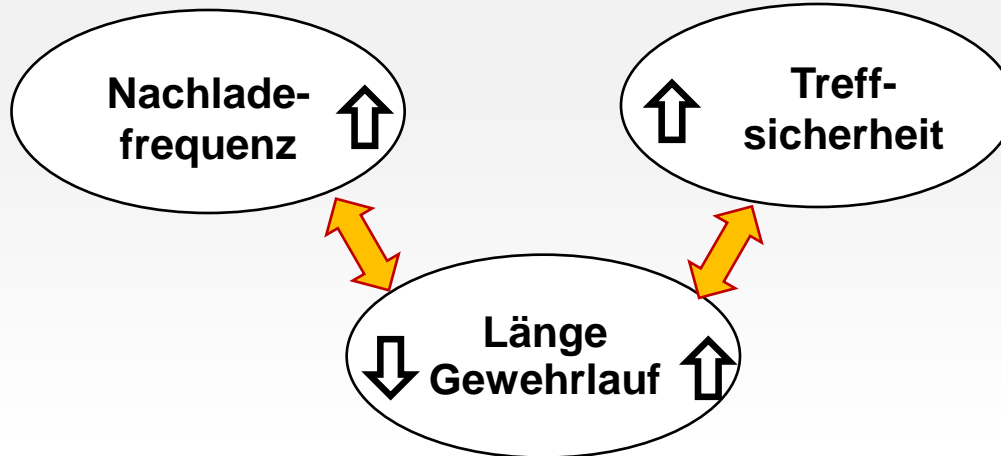 Nachlade-
frequenz
Treff-
sicherheit
Länge
Gewehrlauf